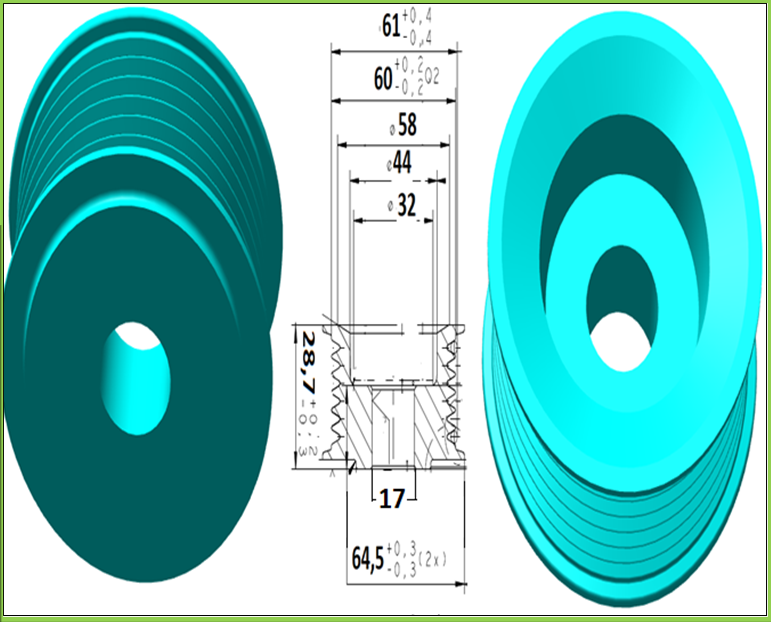 61 +0,4 -0,4
60 +0,2 -0,2 Q2
⌀58
⌀44
⌀32
28,7 +0,2 -0,3
17
64,5 +0,3 -0,3 (2x)